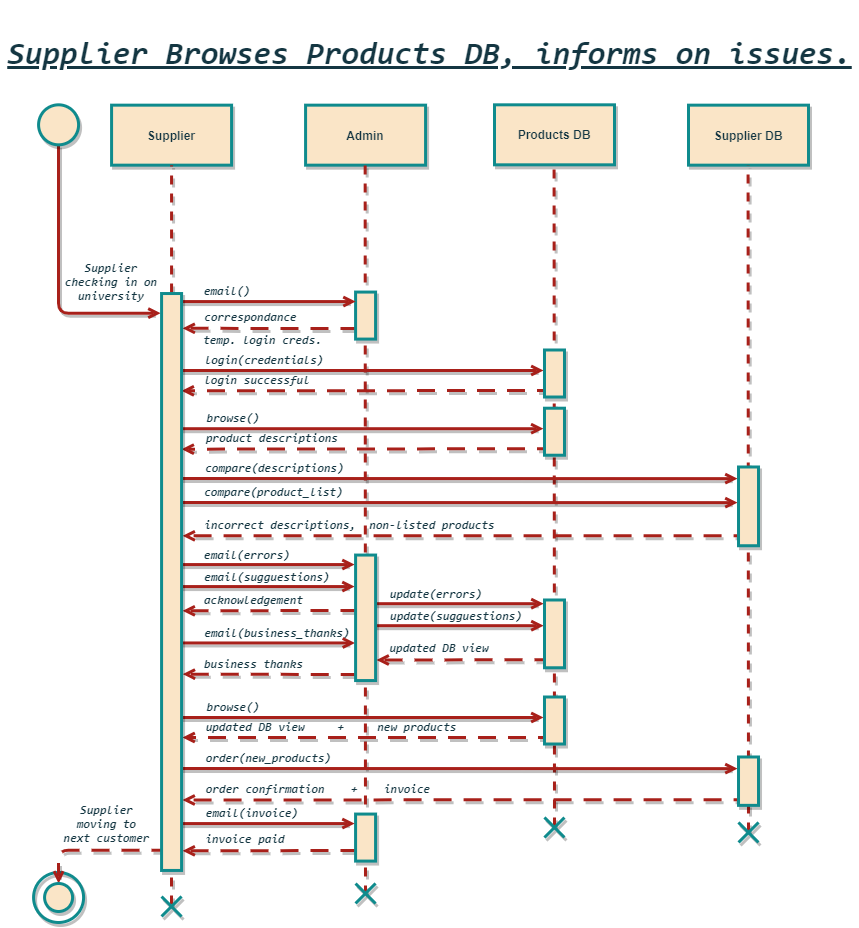 Supplier Browses Products DB, informs on issues.
Supplier
Admin
Products DB
Supplier DB
Supplier
checking in on
university
email()
correspondance
temp. login creds.
login(credentials)
login successful
browse()
product descriptions
compare(descriptions)
compare(product_list)
incorrect descriptions, non-listed products
email(errors)
email(sugguestions)
acknowledgement
update(errors)
update(sugguestions)
email(business_thanks)
updated DB view
business thanks
browse()
updated DB view + new products
order(new_products)
order confirmation + invoice
email(invoice)
invoice paid
Supplier
moving to
next customer